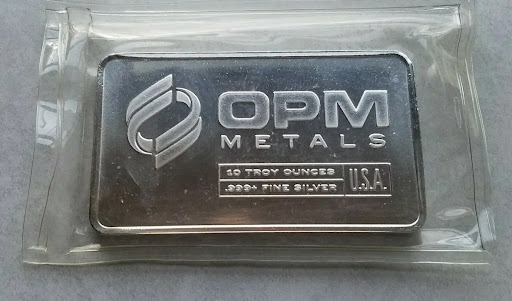 OPM
METALS
10 TROY OUNCES
.999+ FINE SILVER
U.S.A.